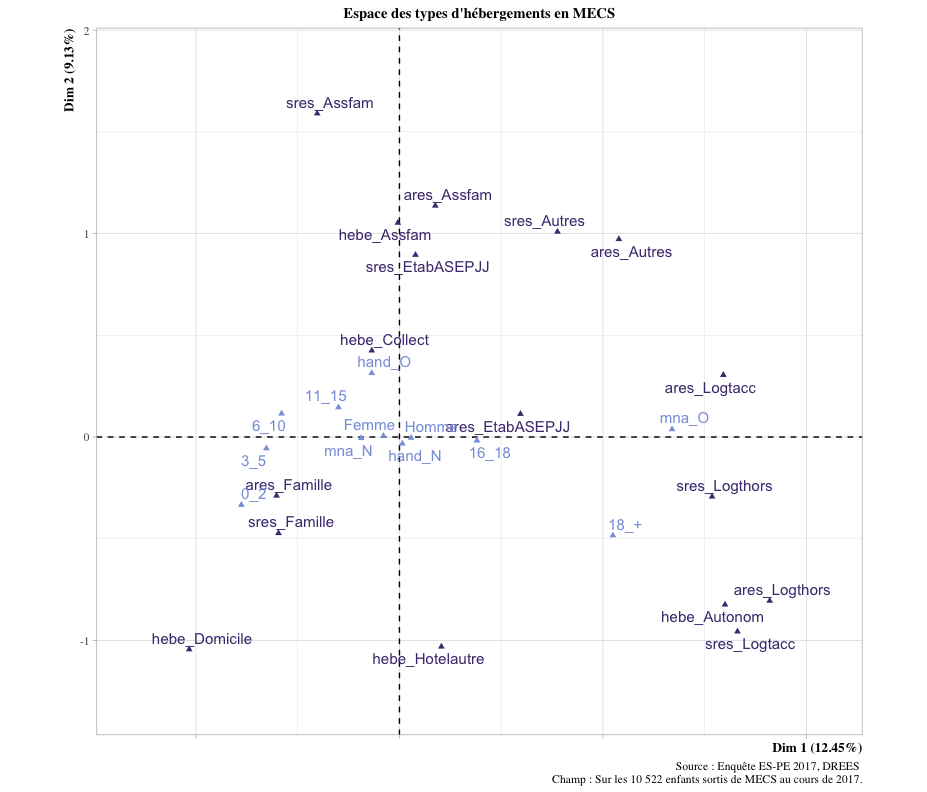 Espace des types d'hébergements en MECS
Dim 2 (9.13%)
2
sres_Assfam
ares_Assfam
sres_Autres
1
hebe_Assfam
ares_Autres
sres_EtabASEPJJ
hebe_Collect
hand_O
ares_Logtacc
11_15
mna_O
6_10
Femme
Homme
ares_EtabASEPJJ
0
mna_N
hand_N
16_18
3_5
ares_Famille
sres_Logthors
0_2
sres_Famille
18_+
ares_Logthors
hebe_Autonom
-1
hebe_Domicile
sres_Logtacc
hebe_Hotelautre
Dim 1 (12.45%)
Source : Enquête ES-PE 2017, DREES
Champ : Sur les 10 522 enfants sortis de MECS au cours de 2017.